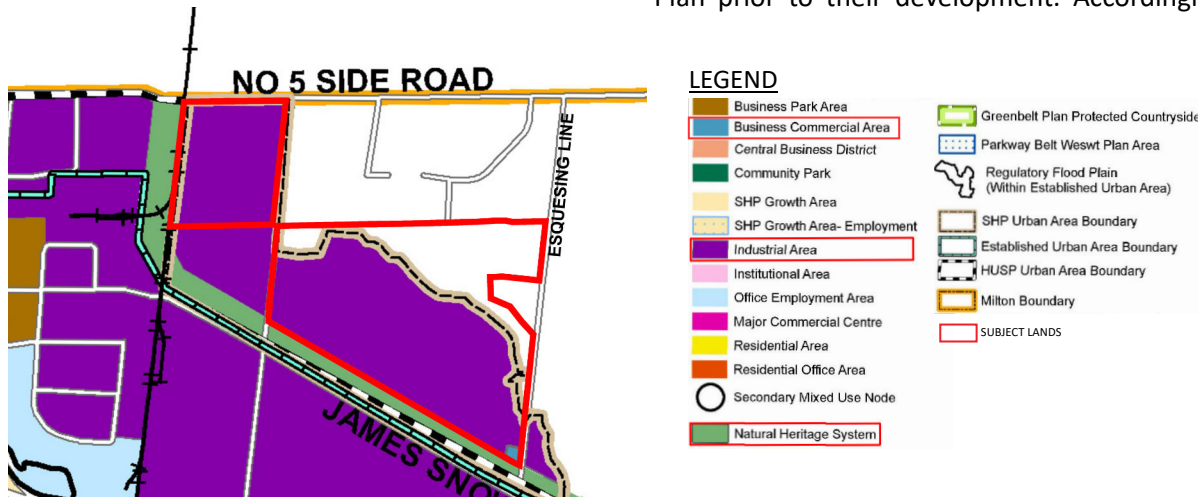 Plan prior to their development.
NO 5 SIDE ROAD
ESQUESING LINE
JAMES
LEGEND
Business Park Area
Business Commercial Area
Central Business District
Community Park
SHP Growth Area
SHP Growth Area- Employment
Industrial Area
Institutional Area
Office Employment Area
Major Commercial Centre
Residential Area
Residential Office Area
Secondary Mixed Use Node
Natural Heritage System
Greenbelt Plan Protected Countryside
Parkway Belt Weswt Plan Area
Regulatory Flood Plain
(Within Established Urban Area)
SHP Urban Area Boundary
Established Urban Area Boundary
HUSP Urban Area Boundary
Milton Boundary
SUBJECT LANDS